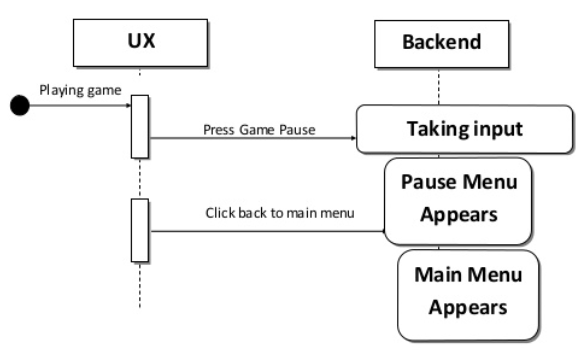 UX
Backend
Playing game
Press Game Pause
Taking input
Pause Menu
Appears
Click back to main menu
Main Menu
Appears